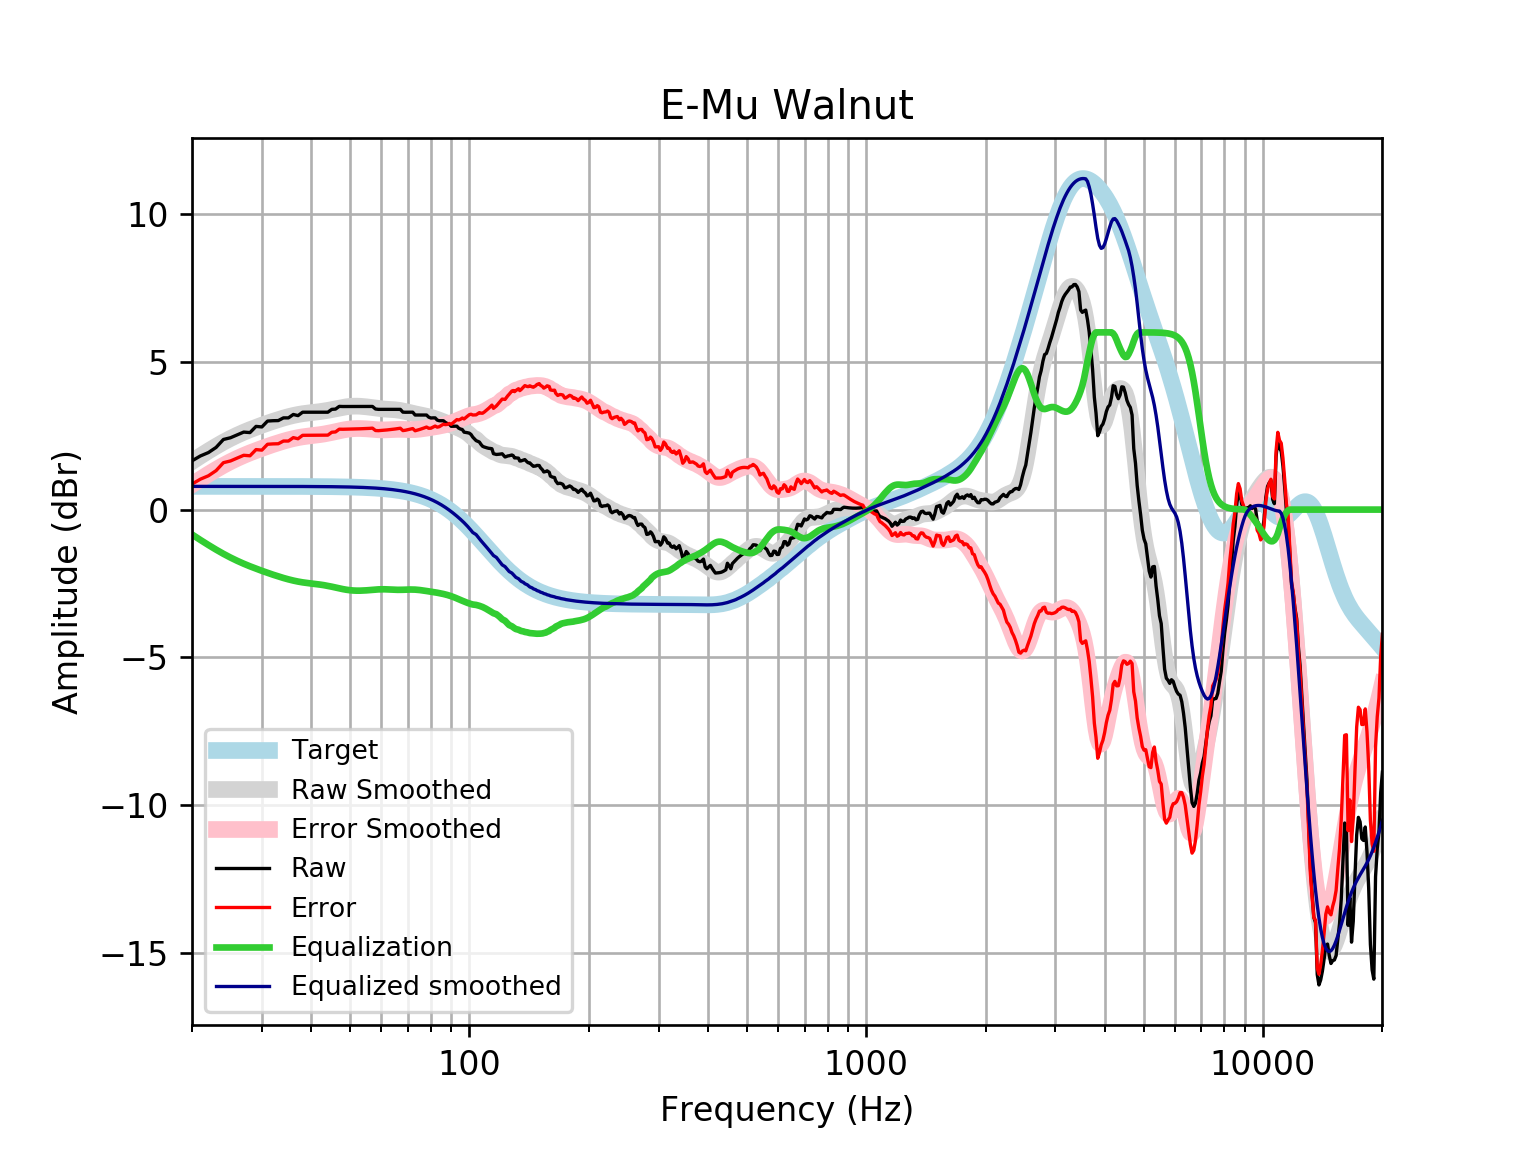 E-Mu Walnut
Amplitude (dBr)
10
5
0
−5
−10
−15
Target
Raw Smoothed
Error Smoothed
Raw
Error
Equalization
Equalized smoothed
100
1000
10000
Frequency (Hz)